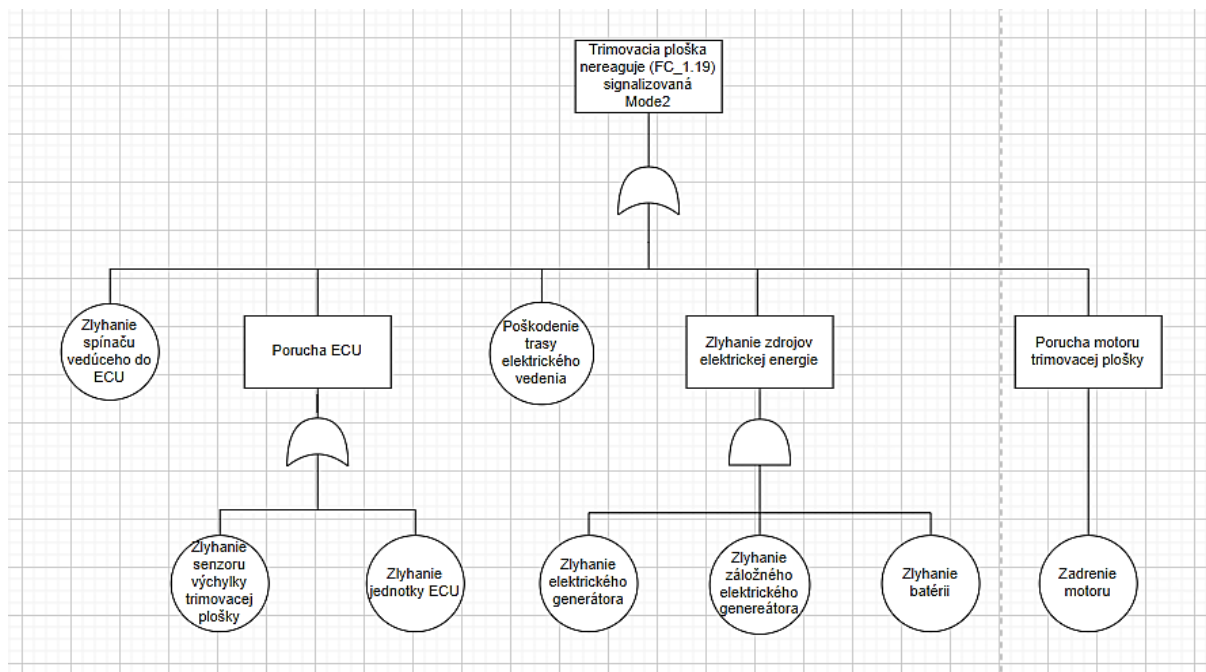 Trimovacia ploška
nereaguje (FC_1.19)
signalizovaná
Mode2
Zlyhanie
spínaču
vedúceho do
ECU
Porucha ECU
Poškodenie
trasy
elektrického
vedenia
Zlyhanie zdrojov
elektrickej energie
Porucha motoru
trimovacej plošky
Zlyhanie
senzoru
výchylky
trimovacej
plošky
Zlyhanie
jednotky ECU
Zlyhanie
elektrického
generátora
Zlyhanie
záložného
elektrického
genereátora
Zlyhanie
batérii
Zadrenie
motoru